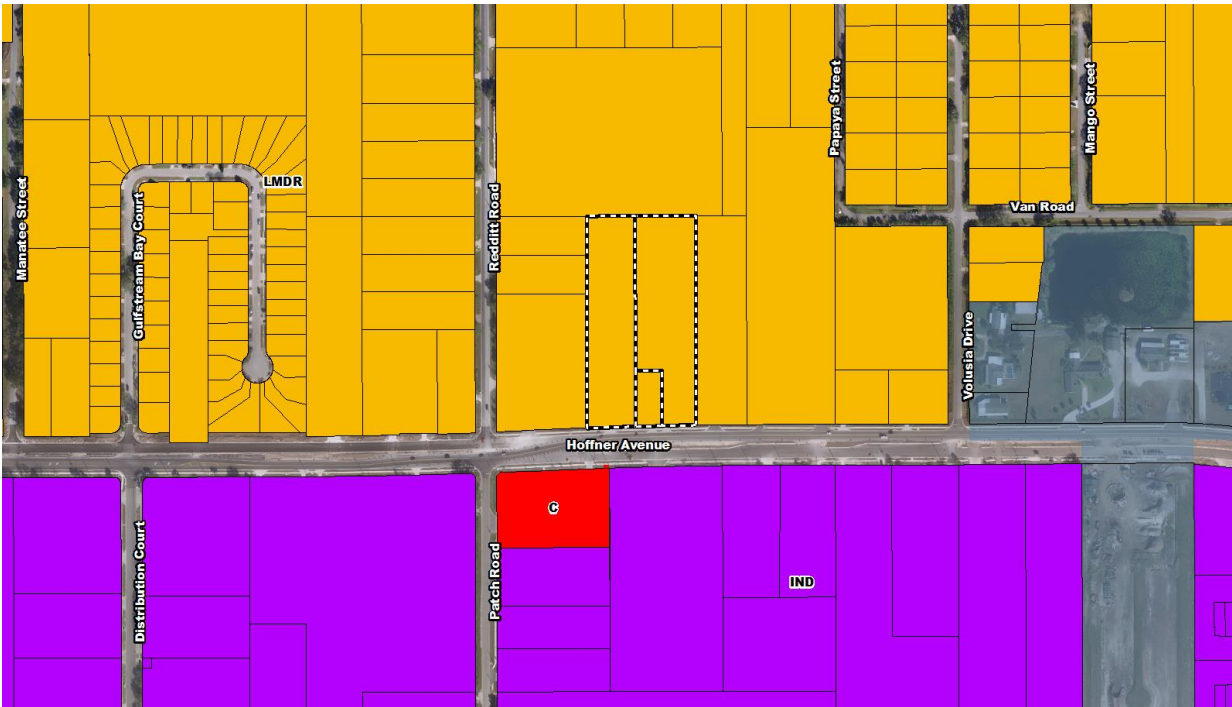 Manatee Street
Gulfstream Bay Court
LMDR
Redditt Road
Papaya Street
Mango Street
Van Road
Volusia Drive
Hoffner Avenue
Distribution Court
Patch Road
C
IND